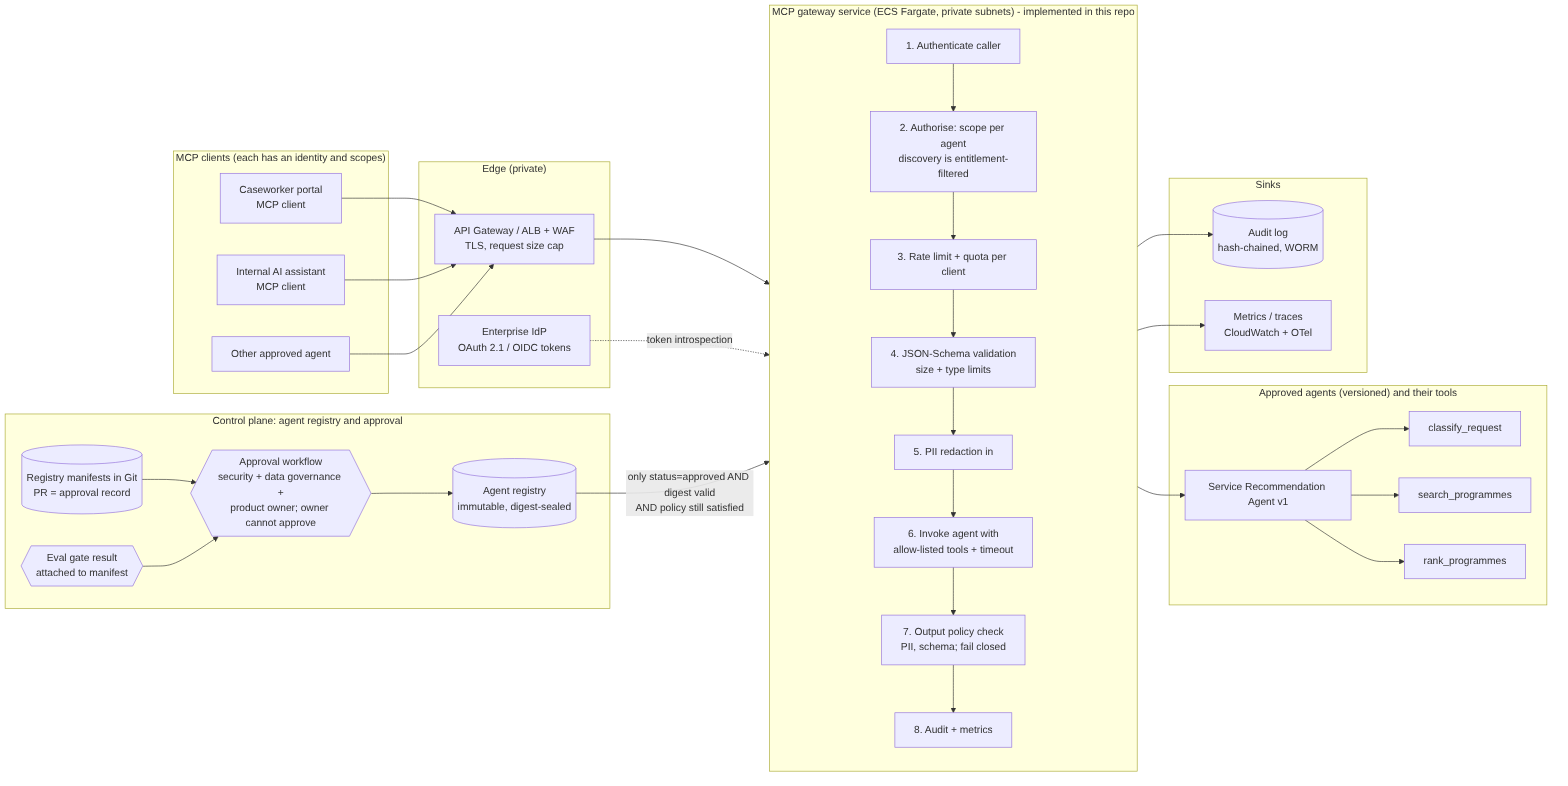 MCP clients (each has an identity and scopes)
Caseworker portal
MCP client
Internal AI assistant
MCP client
Other approved agent
Edge (private)
API Gateway / ALB + WAF
TLS, request size cap
Enterprise IdP
OAuth 2.1 / OIDC tokens
token introspection
Control plane: agent registry and approval
Registry manifests in Git
PR = approval record
Eval gate result
attached to manifest
Approval workflow
security + data governance
+
product owner; owner
cannot approve
Agent registry
immutable, digest-sealed
only status=approved AND
digest valid
AND policy still satisfied
MCP gateway service (ECS Fargate, private subnets) - implemented in this repo
1. Authenticate caller
2. Authorise: scope per
agent
discovery is entitlement-
filtered
3. Rate limit + quota per
client
4. JSON-Schema validation
size + type limits
5. PII redaction in
6. Invoke agent with
allow-listed tools + timeout
7. Output policy check
PII, schema; fail closed
8. Audit + metrics
Sinks
Audit log
hash-chained, WORM
Metrics / traces
CloudWatch + OTel
Approved agents (versioned) and their tools
Service Recommendation
Agent v1
classify_request
search_programmes
rank_programmes